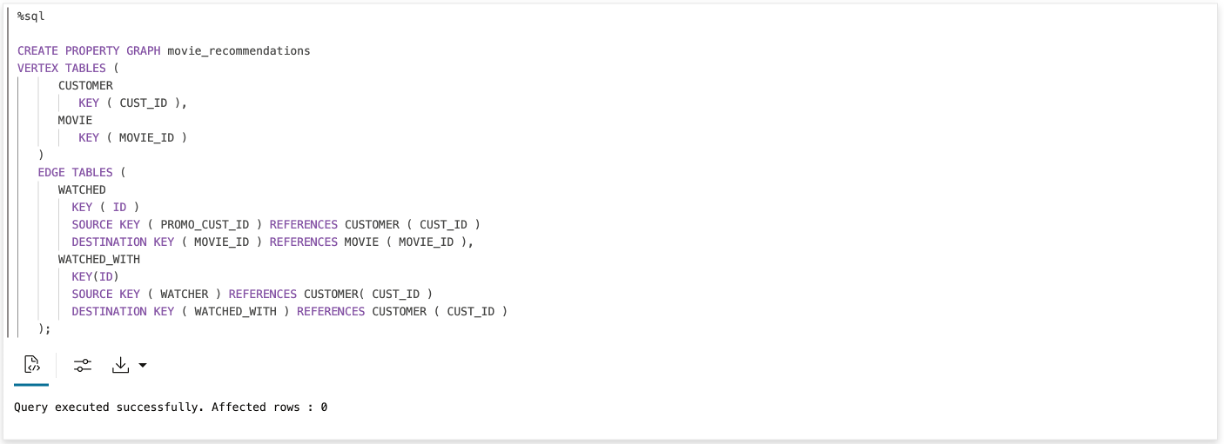 %sql
CREATE PROPERTY GRAPH movie_recommendations
VERTEX TABLES (
CUSTOMER
KEY ( CUST_ID ),
MOVIE
KEY ( MOVIE_ID )
)
EDGE TABLES (
WATCHED
KEY ( ID )
SOURCE KEY ( PROMO_CUST_ID ) REFERENCES CUSTOMER ( CUST_ID )
DESTINATION KEY ( MOVIE_ID ) REFERENCES MOVIE ( MOVIE_ID ),
WATCHED_WITH
KEY(ID)
SOURCE KEY ( WATCHER ) REFERENCES CUSTOMER( CUST_ID )
DESTINATION KEY ( WATCHED_WITH ) REFERENCES CUSTOMER ( CUST_ID )
);
Query executed successfully. Affected rows : 0